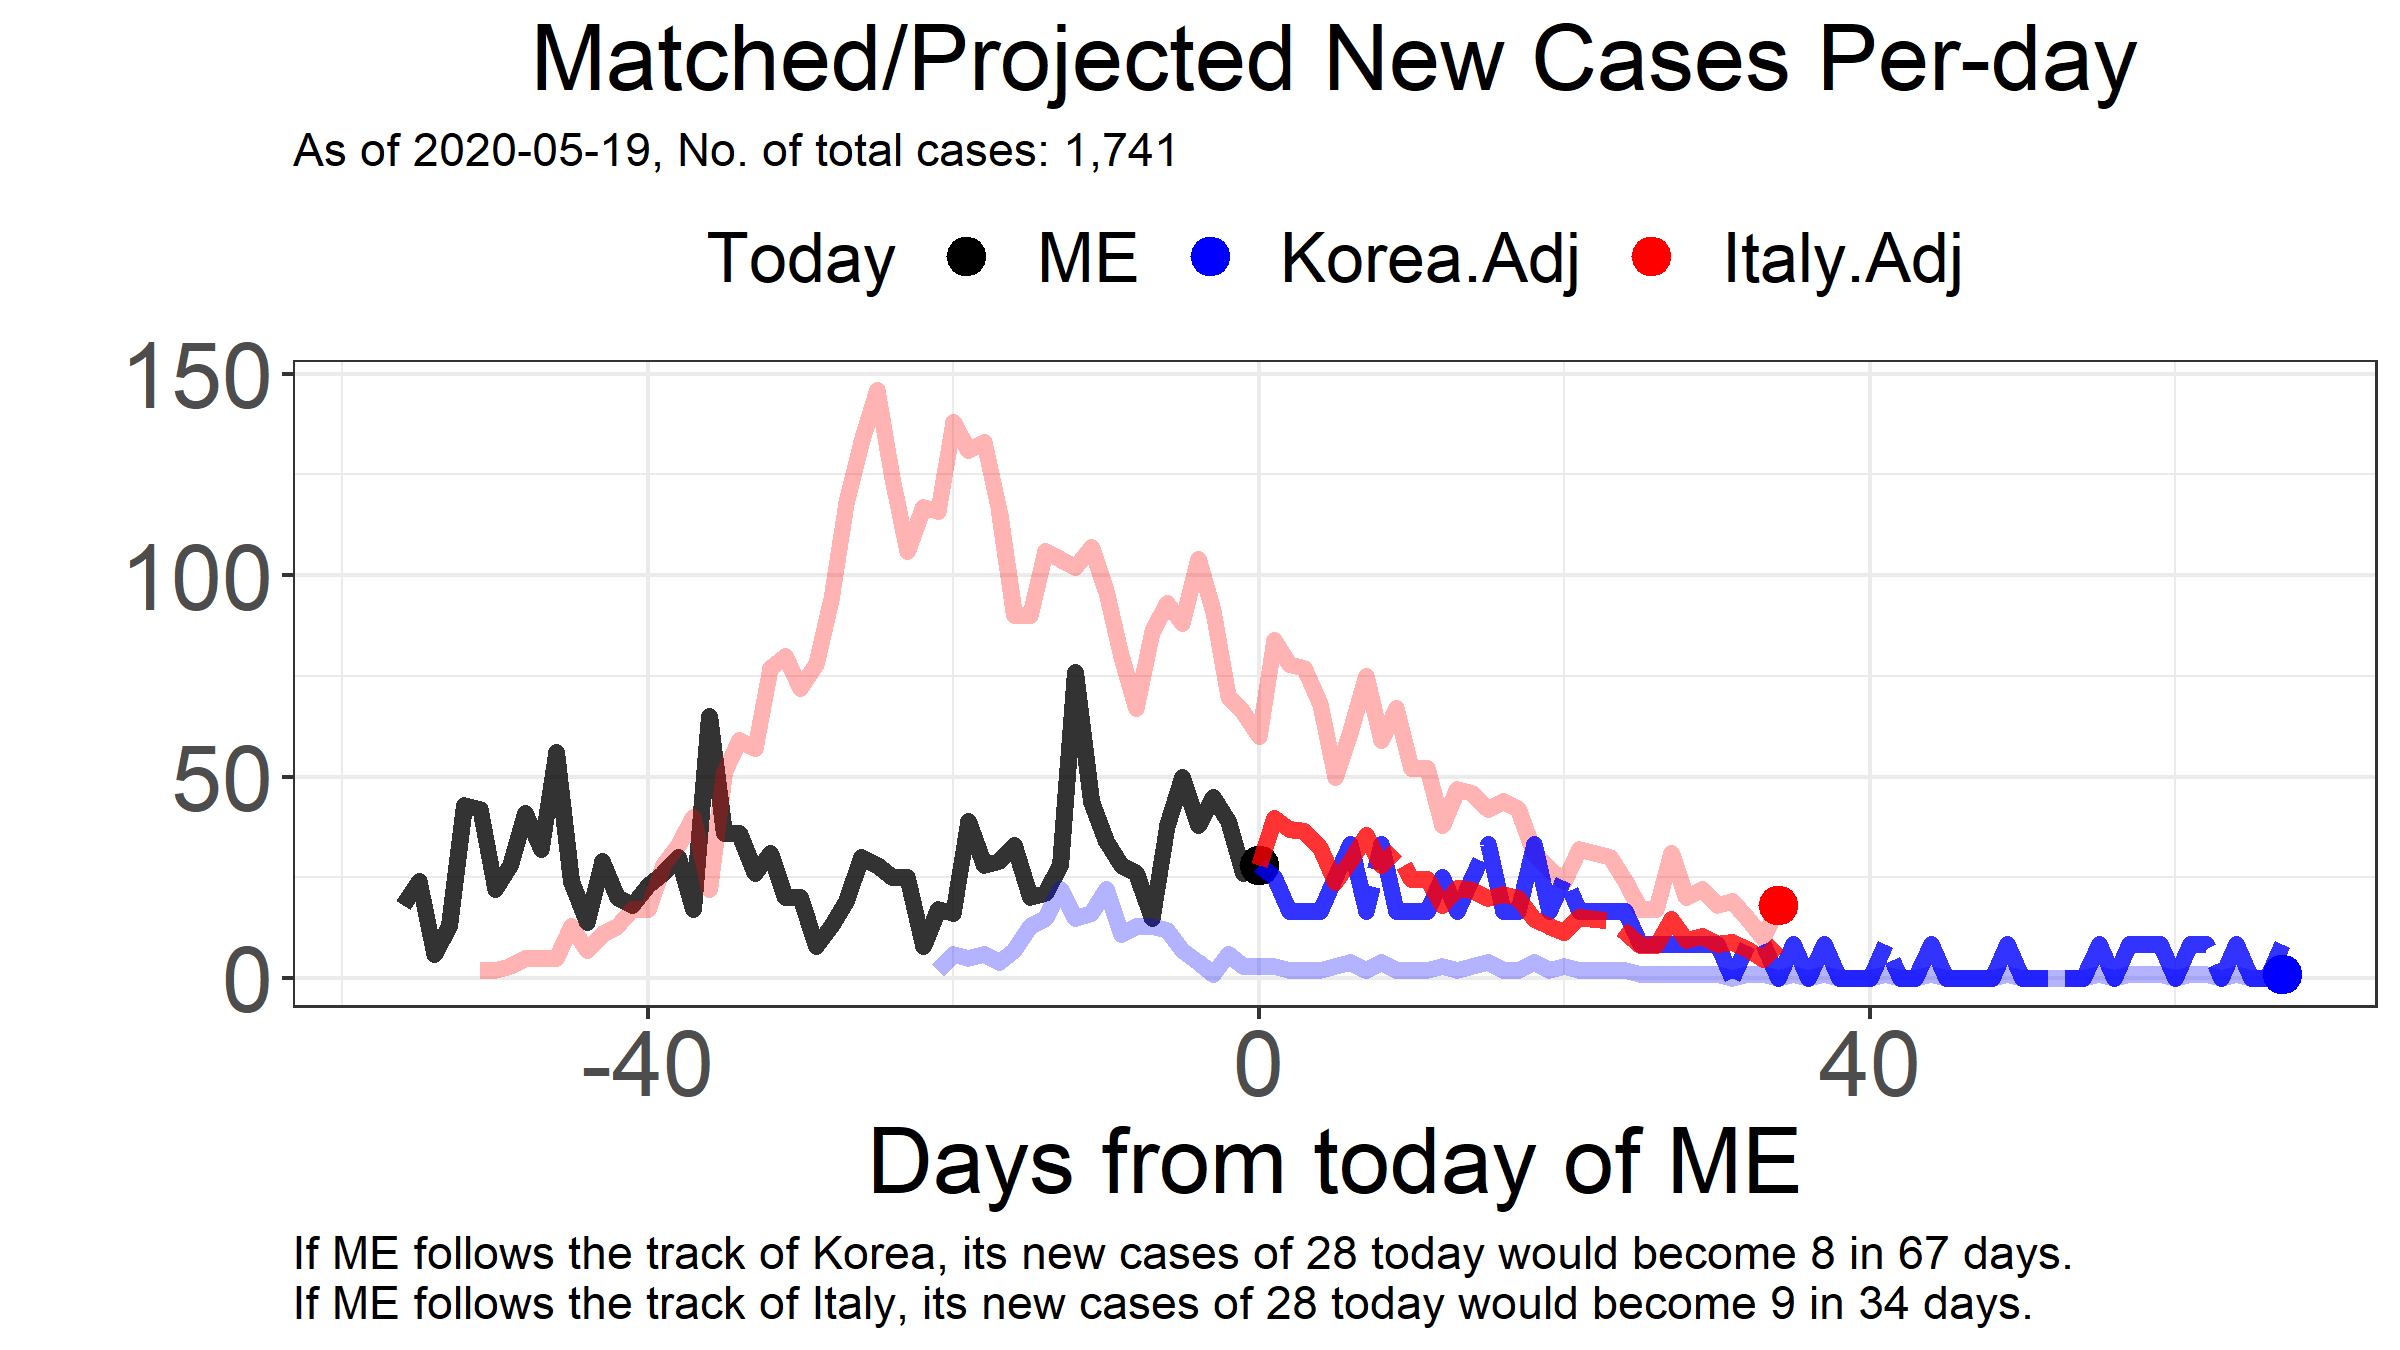 Matched/Projected New Cases Per-day
As of 2020-05-19, No. of total cases: 1,741
Today ME Korea.Adj Italy.Adj
150
100
50
0
-40 0 40
Days from today of ME
If ME follows the track of Korea, its new cases of 28 today would become 8 in 67 days.
If ME follows the track of Italy, its new cases of 28 today would become 9 in 34 days.